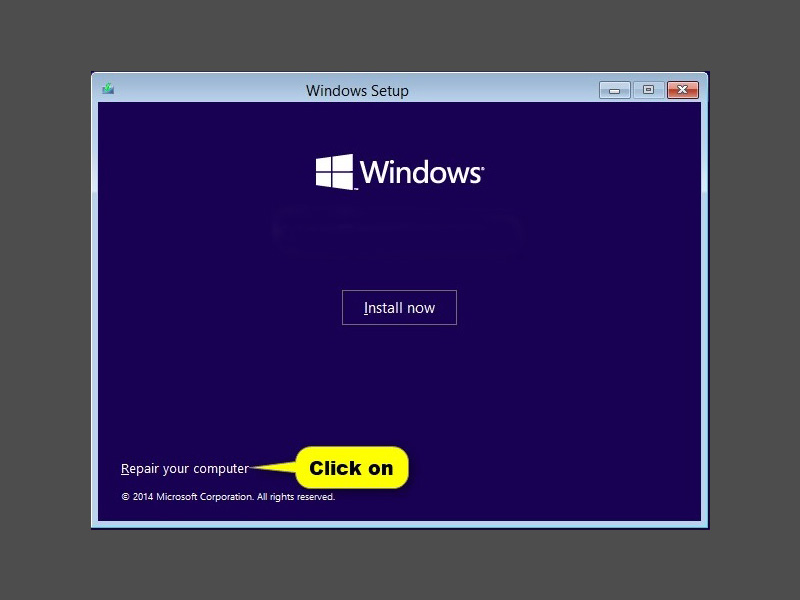 Windows Setup
Windows
Install now
Repair your computer
Click on
© 2014 Microsoft Corporation. All rights reserved.